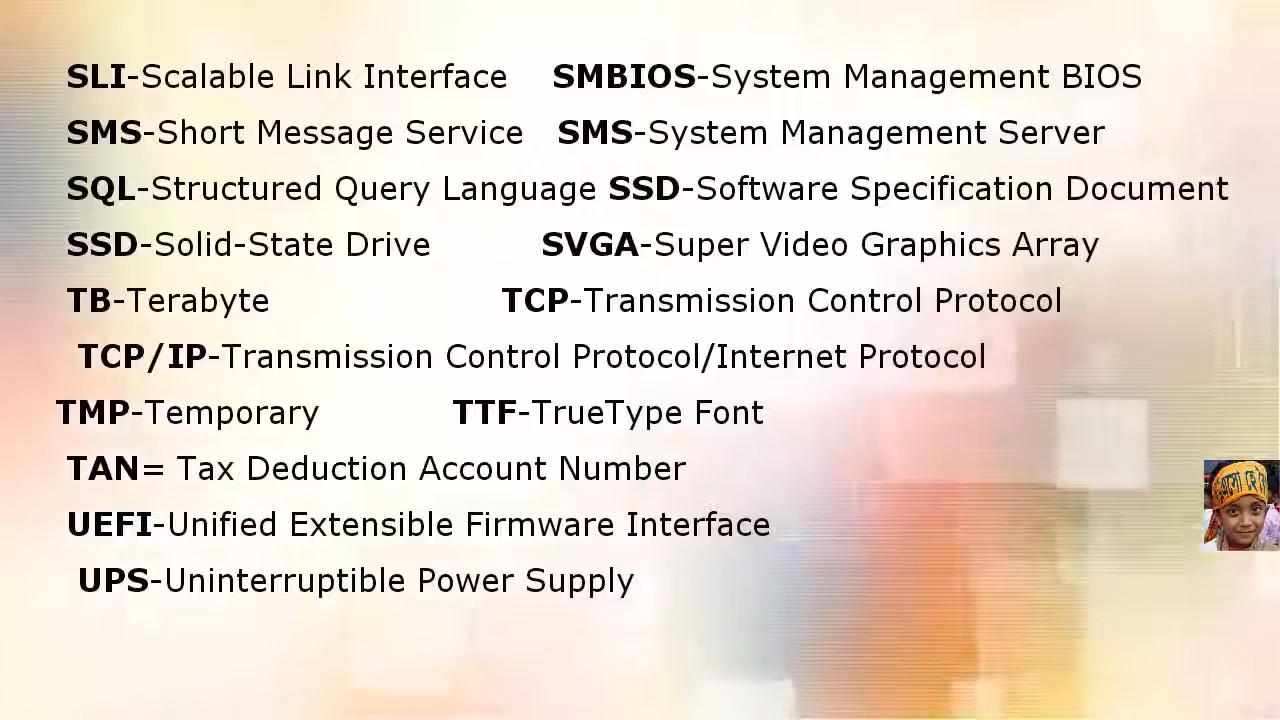 SLI-Scalable Link Interface SMBIOS-System Management BIOS
SMS-Short Message Service SMS-System Management Server
SQL-Structured Query Language SSD-Software Specification Document
SSD-Solid-State Drive SVGA-Super Video Graphics Array
TB-Terabyte TCP-Transmission Control Protocol
TCP/IP-Transmission Control Protocol/Internet Protocol
TMP-Temporary TTF-TrueType Font
TAN= Tax Deduction Account Number
UEFI-Unified Extensible Firmware Interface
UPS-Uninterruptible Power Supply